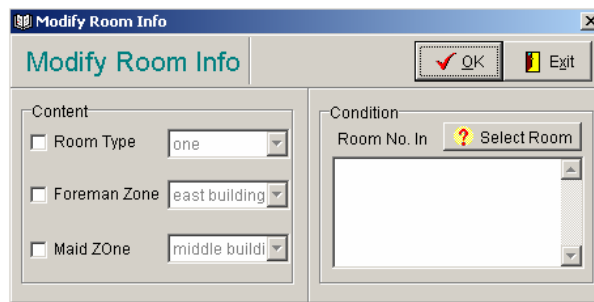 Modify Room Info
Modify Room Info
OK
Exit
Content
Room Type
one
Foreman Zone
east building
Maid ZOne
middle buildi
Condition
Room No. In
Select Room